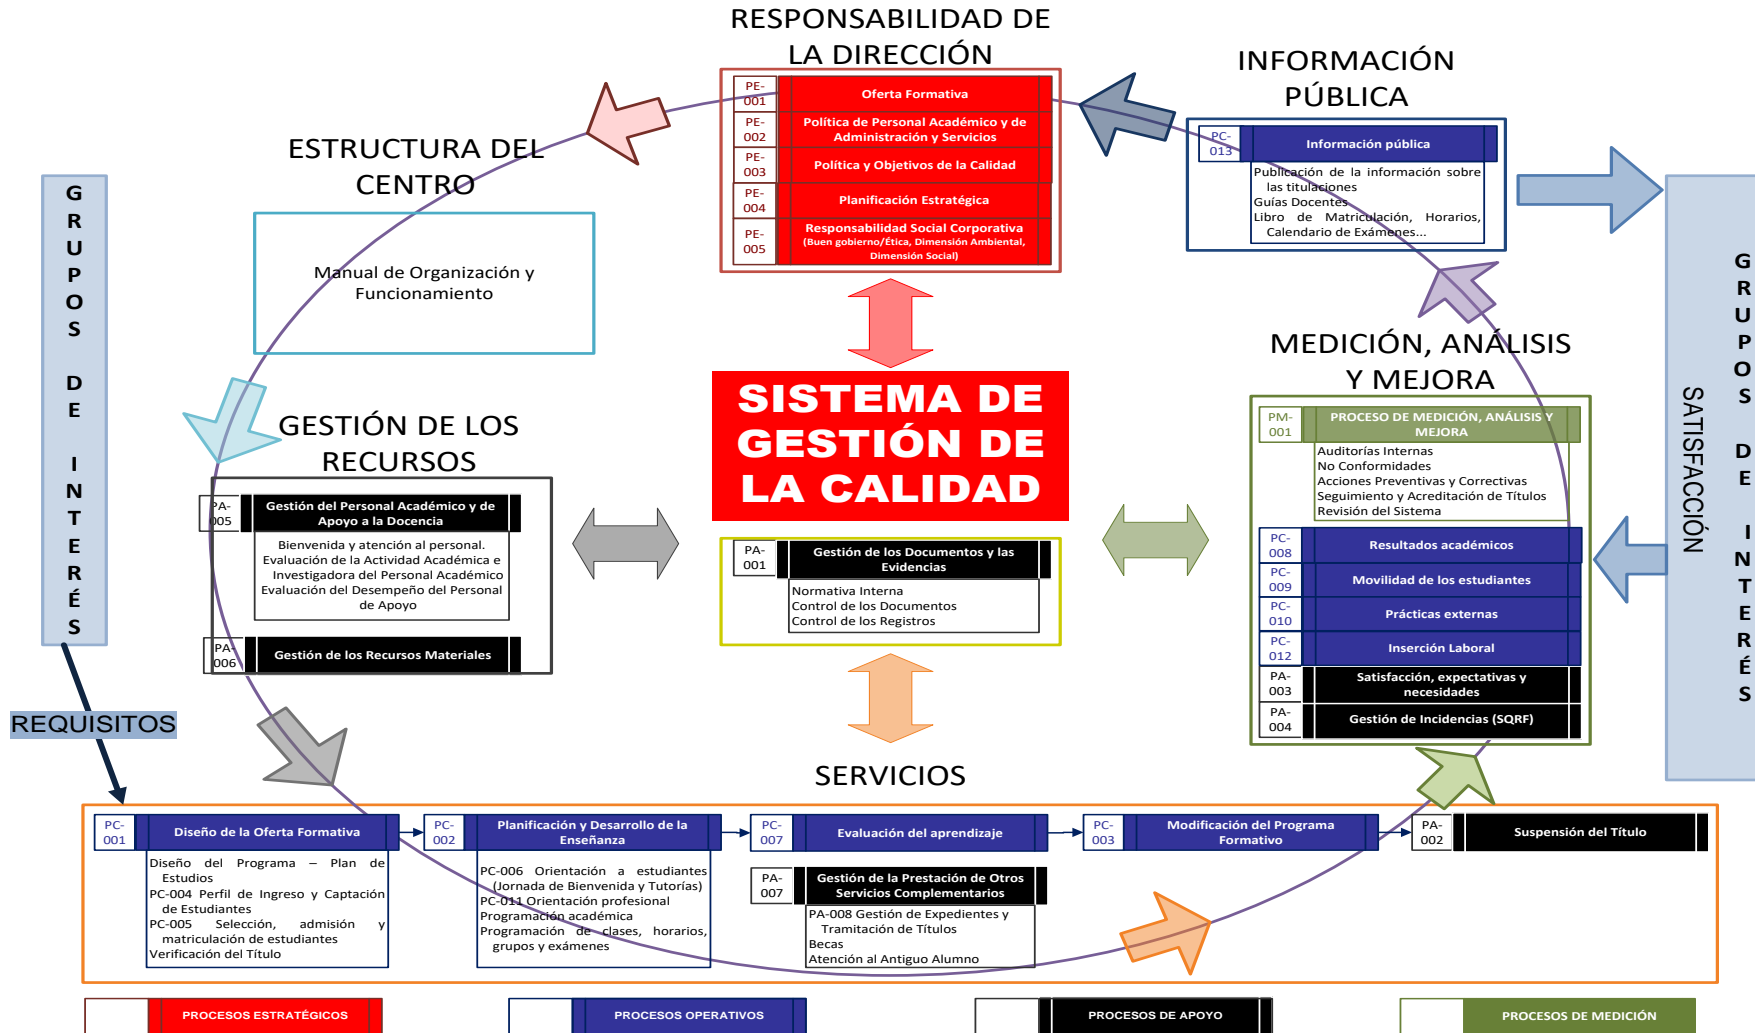 RESPONSABILIDAD DE
LA DIRECCIÓN
PE-
001
Oferta Formativa
PE-
002
Política de Personal Académico y de
Administración y Servicios
PE-
003
Política y Objetivos de la Calidad
PE-
004
Planificación Estratégica
PE-
005
Responsabilidad Social Corporativa
(Buen gobierno/Ética, Dimensión Ambiental,
Dimensión Social)
INFORMACIÓN
PÚBLICA
PC-
013
Información pública
Publicación de la información sobre
las titulaciones
Guías Docentes
Libro de Matriculación, Horarios,
Calendario de Exámenes...
ESTRUCTURA DEL
CENTRO
Manual de Organización y
Funcionamiento
GRUPOS DE INTERÉS
REQUISITOS
GESTIÓN DE LOS
RECURSOS
PA-
005
Gestión del Personal Académico y de
Apoyo a la Docencia
Bienvenida y atención al personal.
Evaluación de la Actividad Académica e
Investigadora del Personal Académico
Evaluación del Desempeño del Personal
de Apoyo
PA-
006
Gestión de los Recursos Materiales
SISTEMA DE
GESTIÓN DE
LA CALIDAD
PA-
001
Gestión de los Documentos y las
Evidencias
Normativa Interna
Control de los Documentos
Control de los Registros
MEDICIÓN, ANÁLISIS
Y MEJORA
PM-
001
PROCESO DE MEDICIÓN, ANÁLISIS Y
MEJORA
Auditorías Internas
No Conformidades
Acciones Preventivas y Correctivas
Seguimiento y Acreditación de Títulos
Revisión del Sistema
PC-
008
Resultados académicos
PC-
009
Movilidad de los estudiantes
PC-
010
Prácticas externas
PC-
012
Inserción Laboral
PA-
003
Satisfacción, expectativas y
necesidades
PA-
004
Gestión de Incidencias (SQRF)
SATISFACCIÓN
GRUPOS DE INTERÉS
SERVICIOS
PC-
001
Diseño de la Oferta Formativa
Diseño del Programa – Plan de
Estudios
PC-004 Perfil de Ingreso y Captación
de Estudiantes
PC-005 Selección, admisión y
matriculación de estudiantes
Verificación del Título
PC-
002
Planificación y Desarrollo de la
Enseñanza
PC-006 Orientación a estudiantes
(Jornada de Bienvenida y Tutorías)
PC-011 Orientación profesional
Programación académica
Programación de clases, horarios,
grupos y exámenes
PC-
007
Evaluación del aprendizaje
PA-
007
Gestión de la Prestación de Otros
Servicios Complementarios
PA-008 Gestión de Expedientes y
Tramitación de Títulos
Becas
Atención al Antiguo Alumno
PC-
003
Modificación del Programa
Formativo
PA-
002
Suspensión del Título
PROCESOS ESTRATÉGICOS
PROCESOS OPERATIVOS
PROCESOS DE APOYO
PROCESOS DE MEDICIÓN